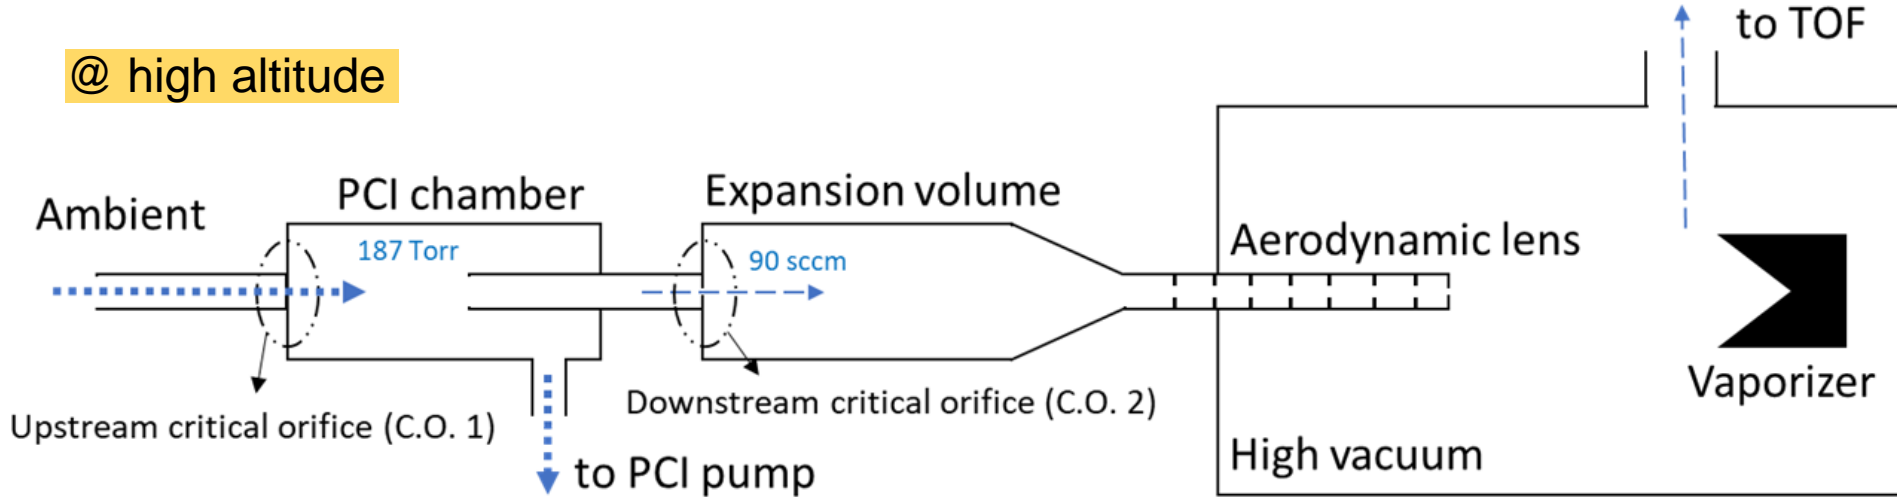 @ high altitude
to TOF
Ambient
PCI chamber
187 Torr
Expansion volume
90 sccm
Aerodynamic lens
Vaporizer
Upstream critical orifice (C.O. 1)
Downstream critical orifice (C.O. 2)
to PCI pump
High vacuum